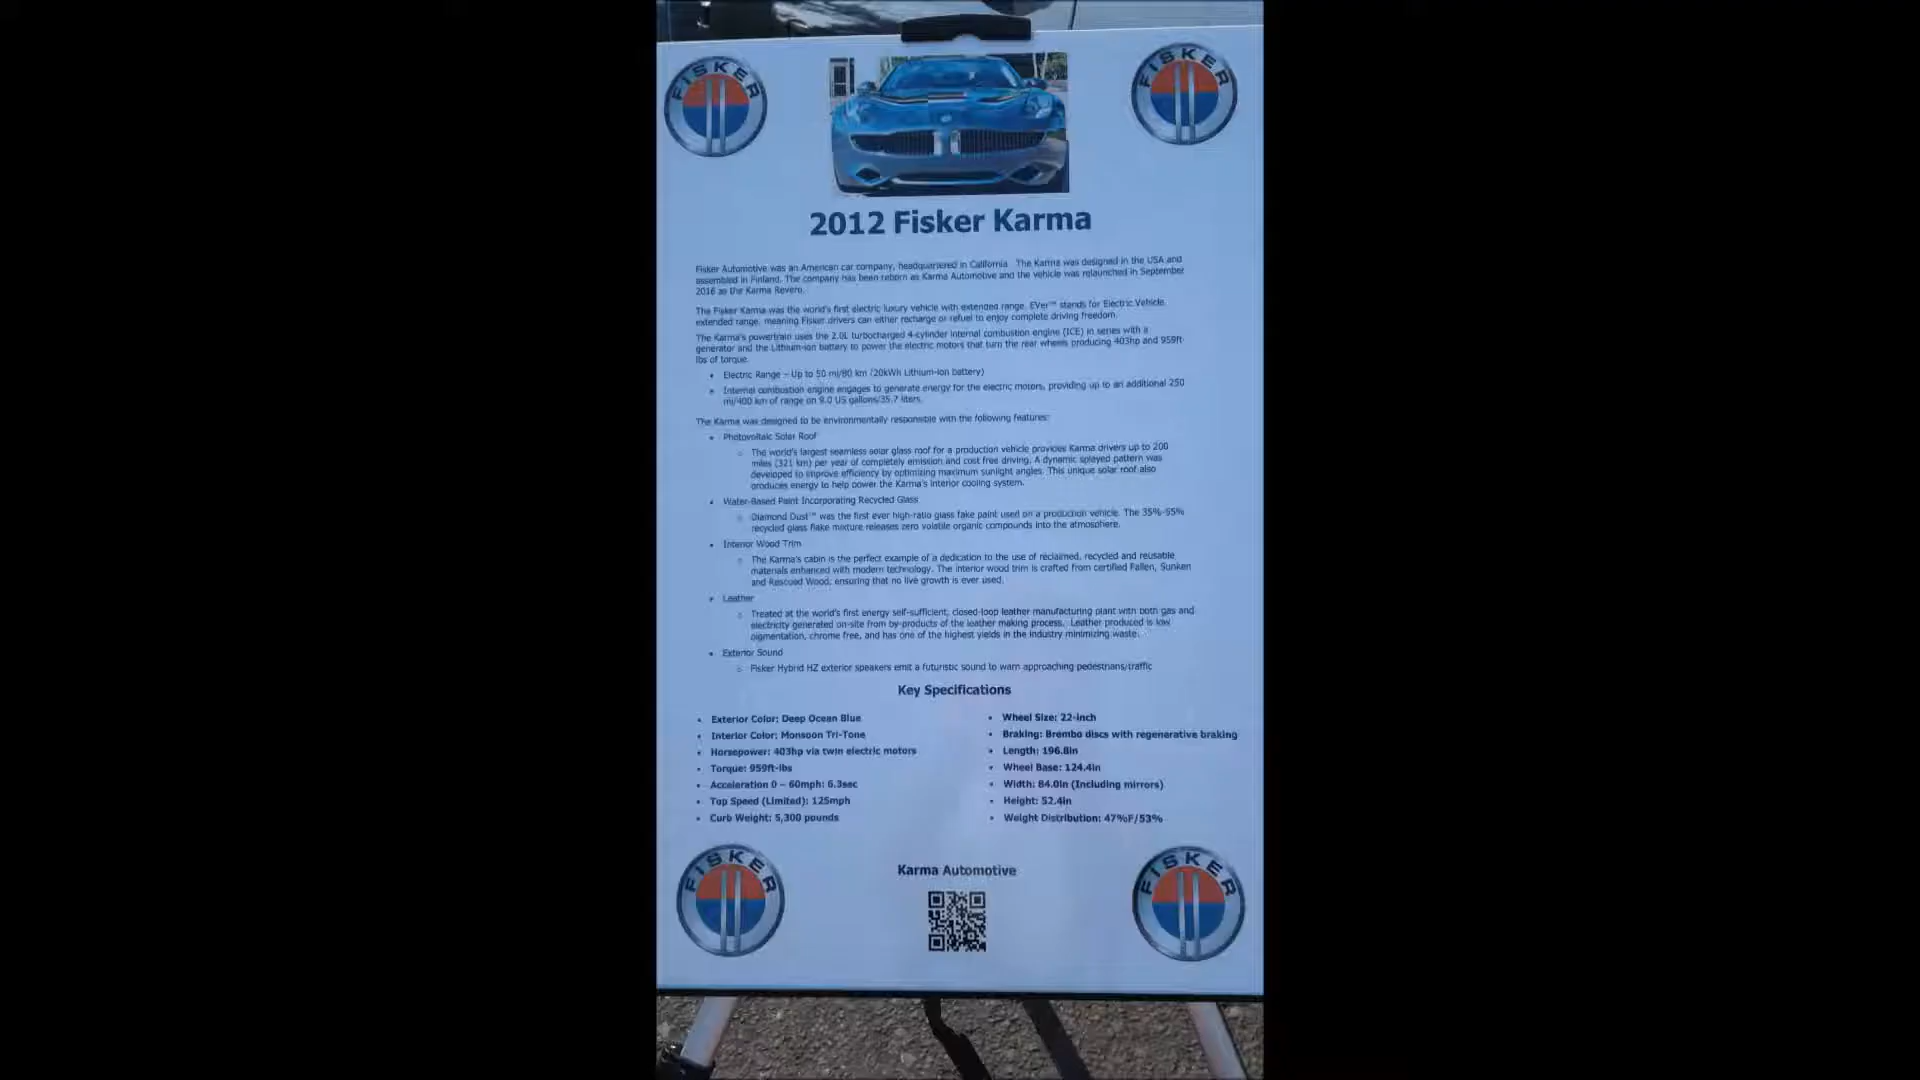 FISKER
FISKER
2012 Fisker Karma
Fisker Automotive was an American car company, headquartered in California The Karma was designed in the USA and
assembled in Finland. The company has been reborn as Karma Automotive and the vehicle was relaunched in September
2016 as the Karma Revero.
The Fisker Karma was the world's first electric luxury vehicle with extended range. EVer™ stands for Electric Vehicle
extended range, meaning Fisker drivers can either recharge or refuel to enjoy complete driving freedom.
The Karma's powertrain uses the 2.0L turbocharged 4-cylinder internal combustion engine (ICE) in series with a
generator and the Lithium-ion battery to power the electric motors that turn the rear wheels producing 403hp and 959ft-
lbs of torque.
• Electric Range – Up to 50 mi/80 km /20kWh Lithium-ion battery)
• Internal combustion engine engages to generate energy for the electric motors, providing up to an additional 250
mi/400 km of range on 9.0 US gallons/35.7 liters.
The Karma was designed to be environmentally responsible with the following features:
• Photovoltaic Solar Roof
○ The world's largest seamless solar glass roof for a production vehicle provides Karma drivers up to 200
miles (321 km) per year of completely emission and cost free driving. A dynamic splayed pattern was
developed to improve efficiency by optimizing maximum sunlight angles. This unique solar roof also
produces energy to help power the Karma's interior cooling system.
• Water-Based Paint Incorporating Recycled Glass
○ Diamond Dust™ was the first ever high-ratio glass fake paint used on a production vehicle. The 35%-55%
recycled glass flake mixture releases zero volatile organic compounds into the atmosphere.
• Interior Wood Trim
○ The Karma's cabin is the perfect example of a dedication to the use of reclaimed, recycled and reusable
materials enhanced with modern technology. The interior wood trim is crafted from certified Fallen, Sunken
and Rescued Wood, ensuring that no live growth is ever used.
• Leather
○ Treated at the world's first energy self-sufficient, closed-loop leather manufacturing plant with both gas and
electricity generated on-site from by-products of the leather making process. Leather produced is low
pigmentation, chrome free, and has one of the highest yields in the industry minimizing waste.
• Exterior Sound
○ Fisker Hybrid HZ exterior speakers emit a futuristic sound to warn approaching pedestrians/traffic
Key Specifications
• Exterior Color: Deep Ocean Blue
• Interior Color: Monsoon Tri-Tone
• Horsepower: 403hp via twin electric motors
• Torque: 959ft-lbs
• Acceleration 0 – 60mph: 6.3sec
• Top Speed (Limited): 125mph
• Curb Weight: 5,300 pounds
• Wheel Size: 22-inch
• Braking: Brembo discs with regenerative braking
• Length: 196.8in
• Wheel Base: 124.4in
• Width: 84.0in (Including mirrors)
• Height: 52.4in
• Weight Distribution: 47%F/53%
Karma Automotive
FISKER
FISKER